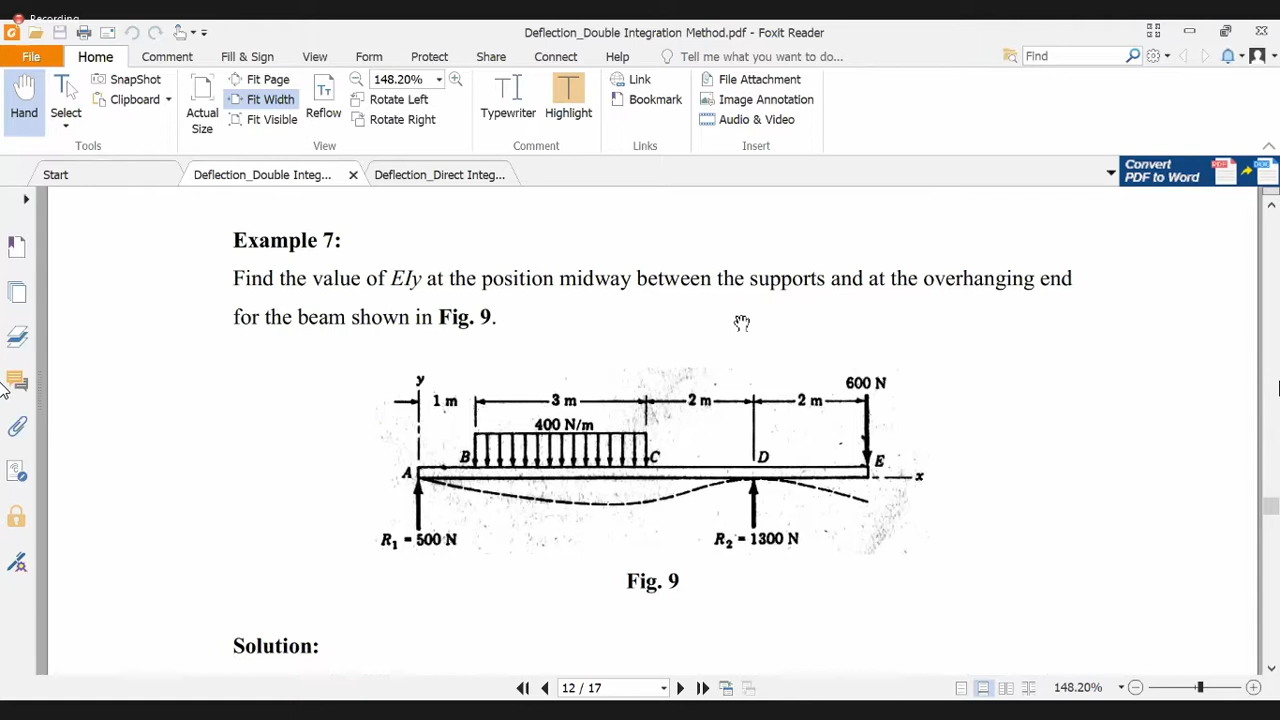 Recording
Deflection_Double Integration Method.pdf - Foxit Reader
File Home Comment Fill & Sign View Form Protect Share Connect Help Tell me what you want to do... Find
Hand Select SnapShot Clipboard Actual Size Fit Page Fit Width Fit Visible Reflow 148.20% Rotate Left Rotate Right Typewriter Highlight Link Bookmark File Attachment Image Annotation Audio & Video
Tools View Comment Links Insert
Start Deflection_Double Integ... Deflection_Direct Integ... Convert PDF to Word
PDF DOC
Example 7:
Find the value of EIy at the position midway between the supports and at the overhanging end
for the beam shown in Fig. 9.
y 600 N
1 m 3 m 2 m 2 m
400 N/m
B C D E
A x
R1 = 500 N R2 = 1300 N
Fig. 9
Solution:
12 / 17 148.20%